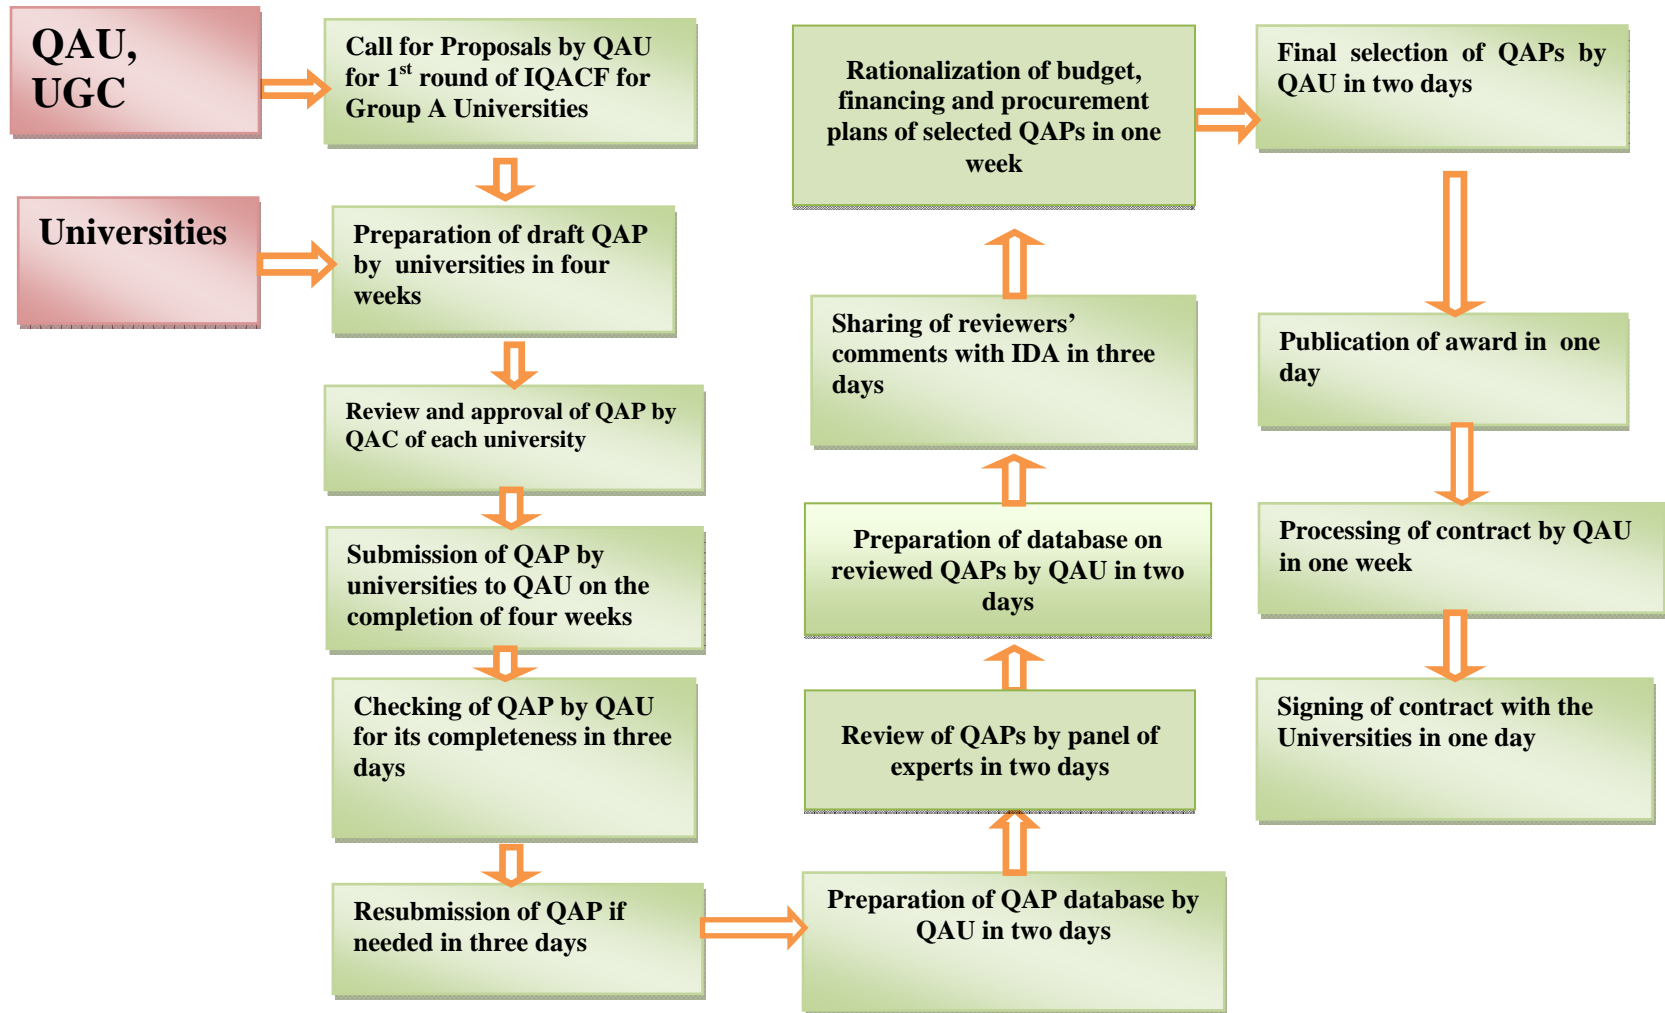 QAU,
UGC
Call for Proposals by QAU
for 1st round of IQACF for
Group A Universities
Universities
Preparation of draft QAP
by universities in four
weeks
Review and approval of QAP by
QAC of each university
Submission of QAP by
universities to QAU on the
completion of four weeks
Checking of QAP by QAU
for its completeness in three
days
Resubmission of QAP if
needed in three days
Preparation of QAP database by
QAU in two days
Review of QAPs by panel of
experts in two days
Preparation of database on
reviewed QAPs by QAU in two
days
Sharing of reviewers’
comments with IDA in three
days
Rationalization of budget,
financing and procurement
plans of selected QAPs in one
week
Final selection of QAPs by
QAU in two days
Publication of award in one
day
Processing of contract by QAU
in one week
Signing of contract with the
Universities in one day